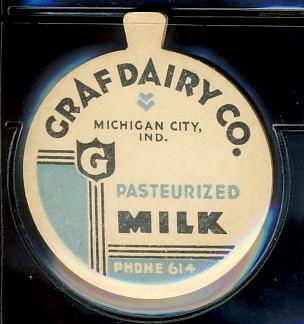 GRAF DAIRY CO.
MICHIGAN CITY,
IND.
G
PASTEURIZED
MILK
PHONE 614